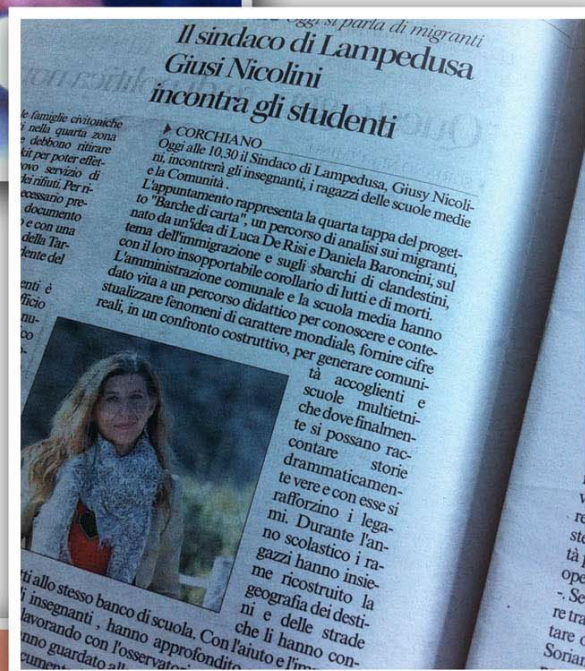 oggi si parla di migranti
Il sindaco di Lampedusa
Giusi Nicolini
incontra gli studenti
CORCHIANO
Oggi alle 10,30 il Sindaco di Lampedusa, Giusy Nicoli-
ni, incontrerà gli insegnanti, i ragazzi delle scuole medie
e la Comunità .
L'appuntamento rappresenta la quarta tappa del proget-
to "Barche di carta", un percorso di analisi sui migranti,
nato da un'idea di Luca De Risi e Daniela Baroncini, sul
tema dell'immigrazione e sugli sbarchi di clandestini,
con il loro insopportabile corollario di lutti e di morti.
L'amministrazione comunale e la scuola media hanno
dato vita a un percorso didattico per conoscere e conte-
stualizzare fenomeni di carattere mondiale, fornire cifre
reali, in un confronto costruttivo, per generare comuni-
tà accoglienti e
scuole multietni-
che dove finalmen-
te si possano rac-
contare storie
drammaticamen-
te vere e con esse si
rafforzino i lega-
mi. Durante l'an-
no scolastico i ra-
gazzi hanno insie-
me ricostruito la
geografia dei desti-
ni e delle strade
che li hanno con-
ti allo stesso banco di scuola. Con l'aiuto e
insegnanti , hanno approfondito
lavorando con
guardato
le famiglie civitoniche
nella quarta zona
debbono ritirare
kit per poter effet-
servizio di
dei rifiuti. Per ri-
pre-
documento
e con una
della Tar-
del